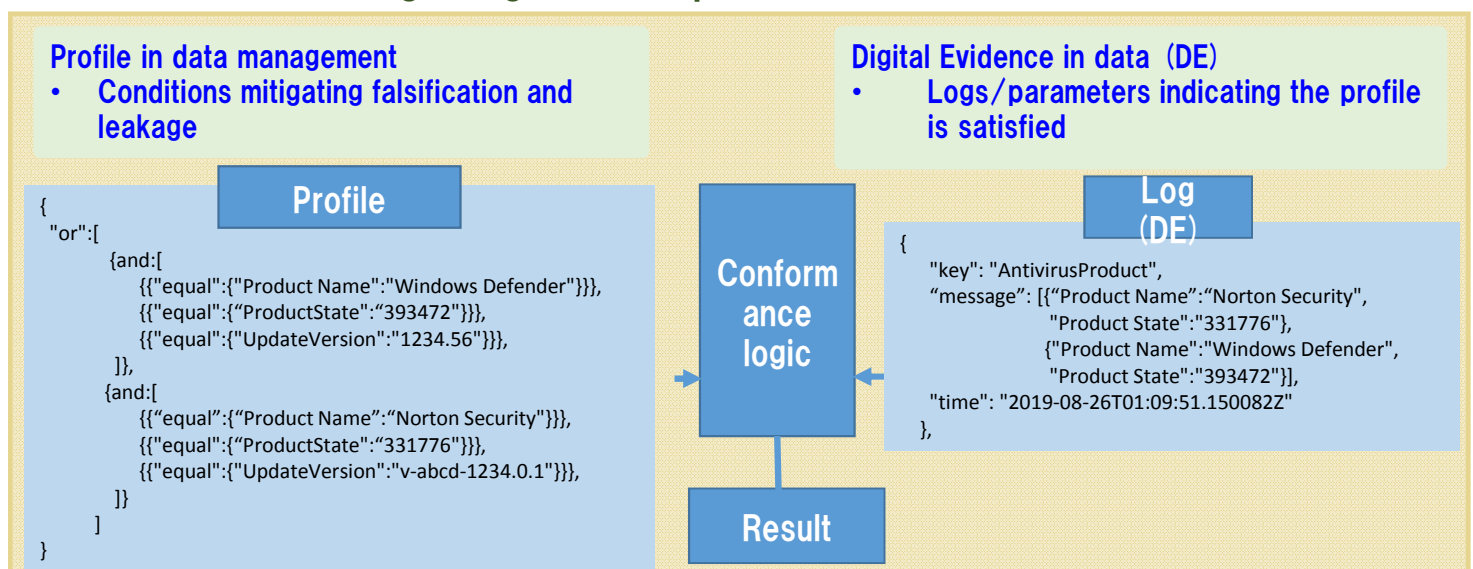 Profile in data management
• Conditions mitigating falsification and
leakage
Digital Evidence in data (DE)
• Logs/parameters indicating the profile
is satisfied
Profile
{
"or":[
{and:[
{{"equal":{"Product Name":"Windows Defender"}}},
{{"equal":{“ProductState":“393472"}}},
{{"equal":{"UpdateVersion":"1234.56"}}},
]},
{and:[
{{“equal”:{“Product Name”:“Norton Security"}}},
{{"equal":{“ProductState":“331776"}}},
{{"equal":{"UpdateVersion":"v-abcd-1234.0.1"}}},
]}
]
}
Conform
ance
logic
Result
Log
(DE)
{
"key": "AntivirusProduct",
“message”: [{“Product Name”:“Norton Security",
"Product State":"331776"},
{"Product Name":"Windows Defender",
"Product State":"393472"}],
"time": "2019-08-26T01:09:51.150082Z"
},